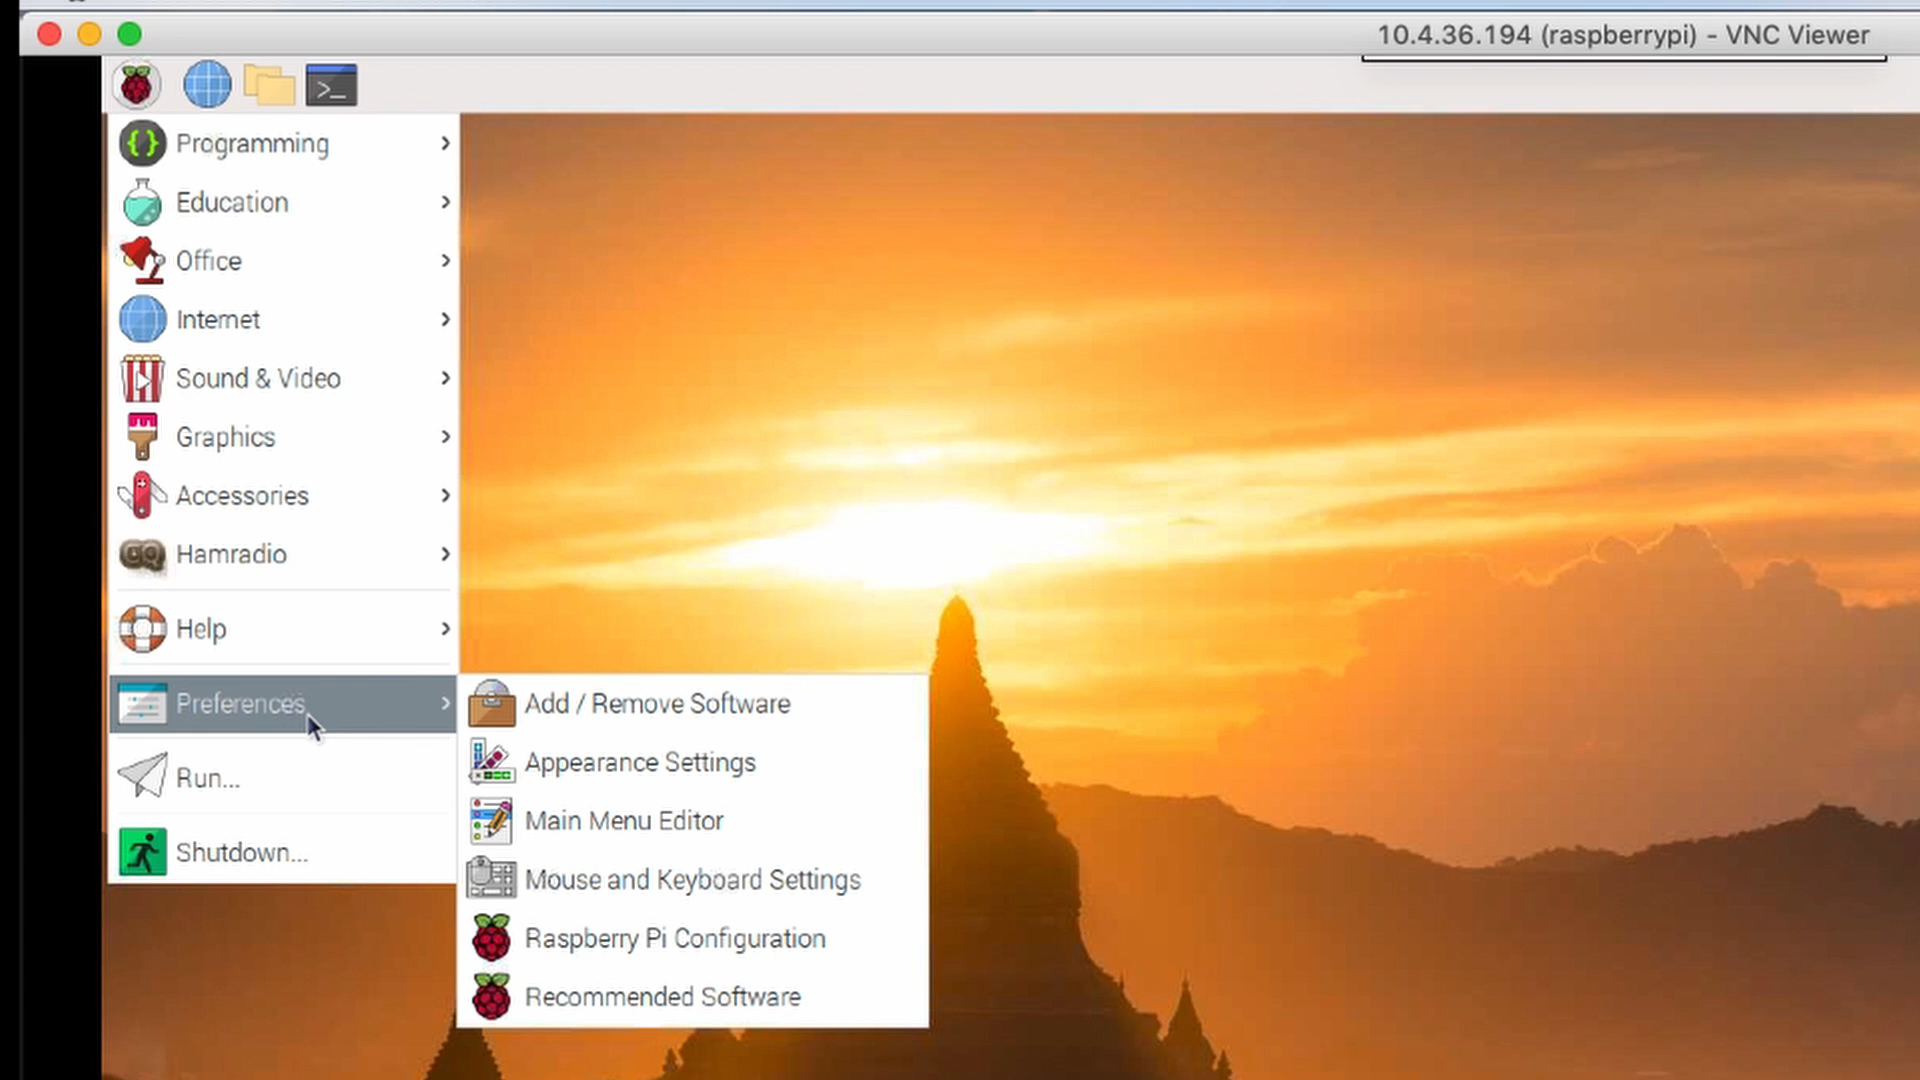 10.4.36.194 (raspberrypi) - VNC Viewer
Programming
Education
Office
Internet
Sound & Video
Graphics
Accessories
Hamradio
Help
Preferences
Run...
Shutdown...
Add / Remove Software
Appearance Settings
Main Menu Editor
Mouse and Keyboard Settings
Raspberry Pi Configuration
Recommended Software